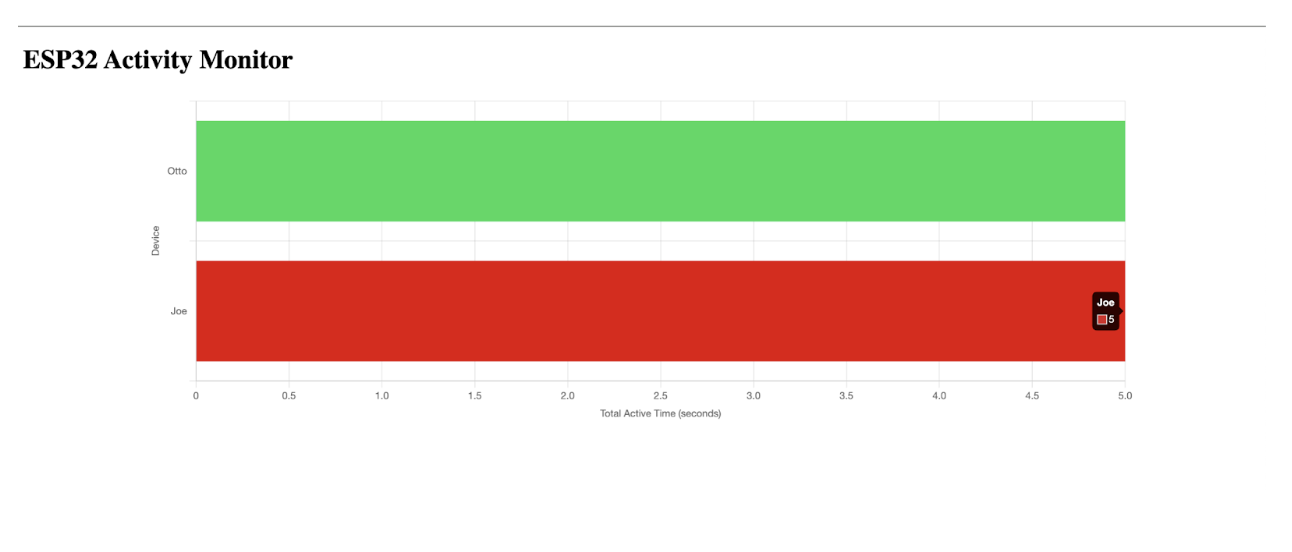 ESP32 Activity Monitor
Otto
Device
Joe
Joe
5
0 0.5 1.0 1.5 2.0 2.5 3.0 3.5 4.0 4.5 5.0
Total Active Time (seconds)